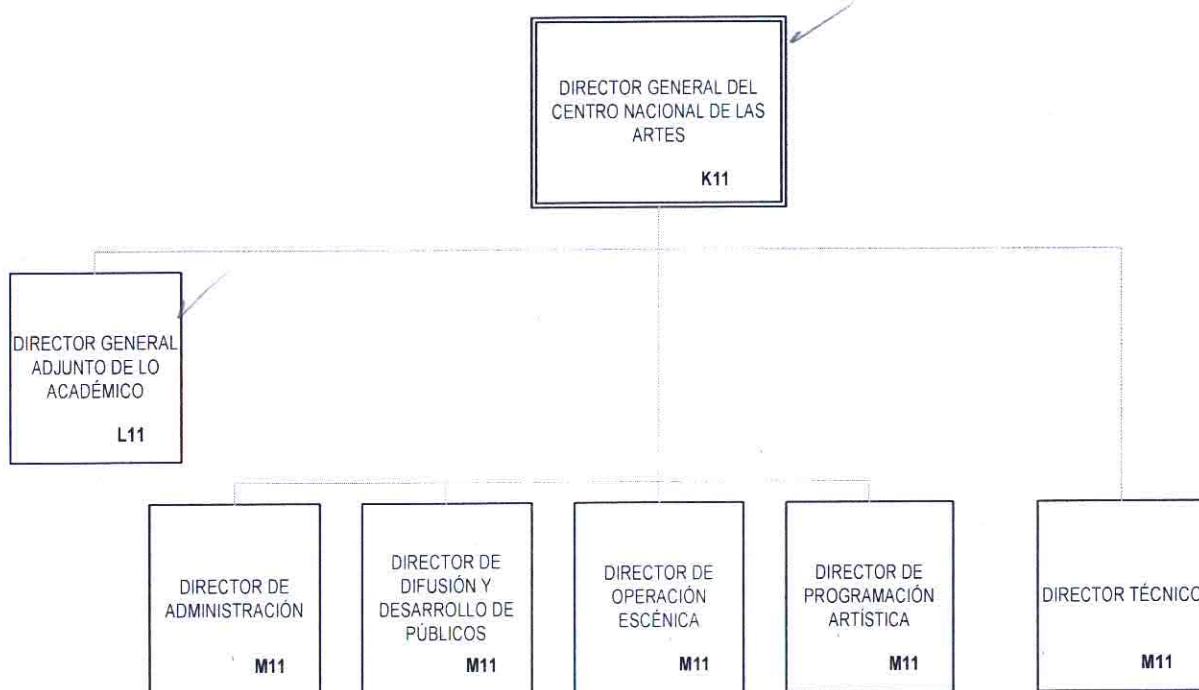 DIRECTOR GENERAL DEL
CENTRO NACIONAL DE LAS
ARTES
K11
DIRECTOR GENERAL
ADJUNTO DE LO
ACADÉMICO
L11
DIRECTOR DE
ADMINISTRACIÓN
M11
DIRECTOR DE
DIFUSIÓN Y
DESARROLLO DE
PÚBLICOS
M11
DIRECTOR DE
OPERACIÓN
ESCÉNICA
M11
DIRECTOR DE
PROGRAMACIÓN
ARTÍSTICA
M11
DIRECTOR TÉCNICO
M11